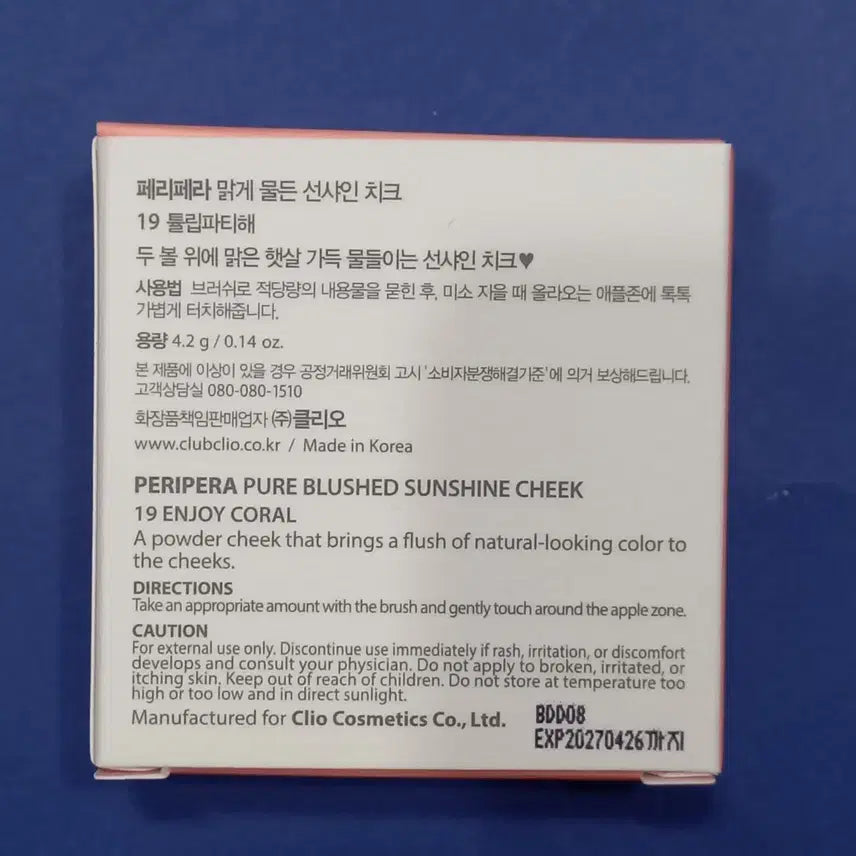 페리페라 맑게 물든 선샤인 치크
19 튤립파티해
두 볼 위에 맑은 햇살 가득 물들이는 선샤인 치크♥
사용법 브러쉬로 적당량의 내용물을 묻힌 후, 미소 지을 때 올라오는 애플존에 톡톡
가볍게 터치해줍니다.
용량 4.2 g / 0.14 oz.
본 제품에 이상이 있을 경우 공정거래위원회 고시 '소비자분쟁해결기준'에 의거 보상해드립니다.
고객상담실 080-080-1510
화장품책임판매업자 ㈜클리오
www.clubclio.co.kr / Made in Korea
PERIPERA PURE BLUSHED SUNSHINE CHEEK
19 ENJOY CORAL
A powder cheek that brings a flush of natural-looking color to
the cheeks.
DIRECTIONS
Take an appropriate amount with the brush and gently touch around the apple zone.
CAUTION
For external use only. Discontinue use immediately if rash, irritation, or discomfort
develops and consult your physician. Do not apply to broken, irritated, or
itching skin. Keep out of reach of children. Do not store at temperature too
high or too low and in direct sunlight.
Manufactured for Clio Cosmetics Co., Ltd.
BDD08
EXP20270426까지